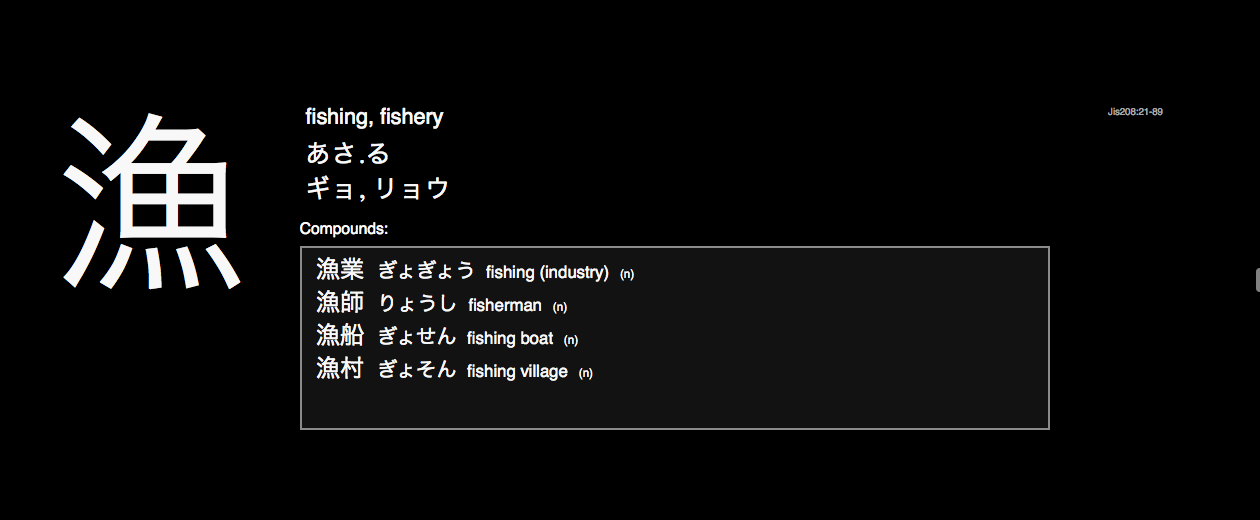 漁
fishing, fishery
Jis208:21-89
あさ.る
ギョ, リョウ
Compounds:
漁業 ぎょぎょう fishing (industry) (n)
漁師 りょうし fisherman (n)
漁船 ぎょせん fishing boat (n)
漁村 ぎょそん fishing village (n)